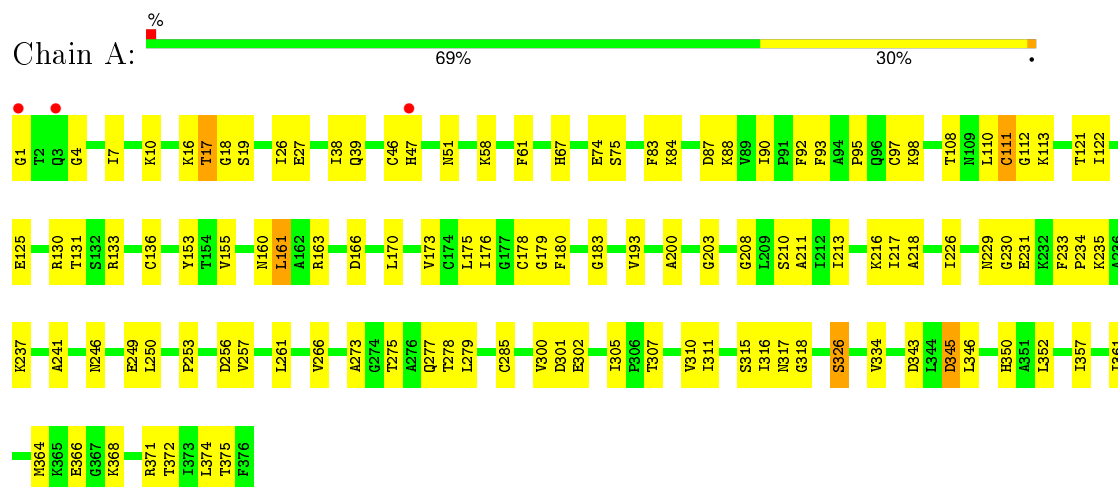 %
Chain A:
69% 30% •
G1 T2 Q3 G4 I7 K10 K16 T17 G18 S19 I26 E27 I38 Q39 C46 H47 N51 K58 F61 H67 E74 S75 F83 K84 D87 K88 V89 I90 P91 F92 F93 A94 P95 Q96 C97 K98 T108 N109 L110 C111 G112 K113 T121 I122
E125 R130 T131 S132 R133 C136 Y153 T154 V155 N160 L161 A162 R163 D166 L170 V173 C174 L175 I176 G177 C178 G179 F180 G183 V193 A200 G203 G208 L209 S210 A211 I212 I213 K216 I217 A218 I226 N229 G230 E231 K232 F233 P234 K235 A236
K237 A241 N246 E249 L250 P253 D256 V257 L261 V266 A273 G274 T275 A276 Q277 T278 L279 C285 V300 D301 E302 I305 P306 T307 V310 I311 S315 I316 N317 G318 S326 V334 D343 L344 D345 L346 H350 A351 L352 I357
M364 K365 E366 G367 K368 R371 T372 I373 L374 T375 F376